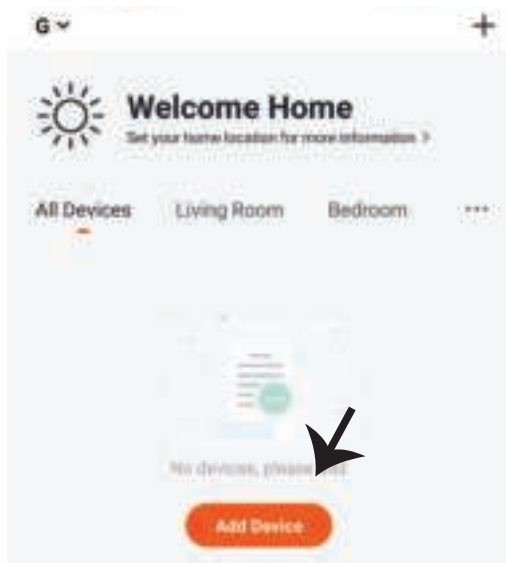 G
Welcome Home
Set your home location for more information >
All Devices Living Room Bedroom ...
No devices, please
Add Device